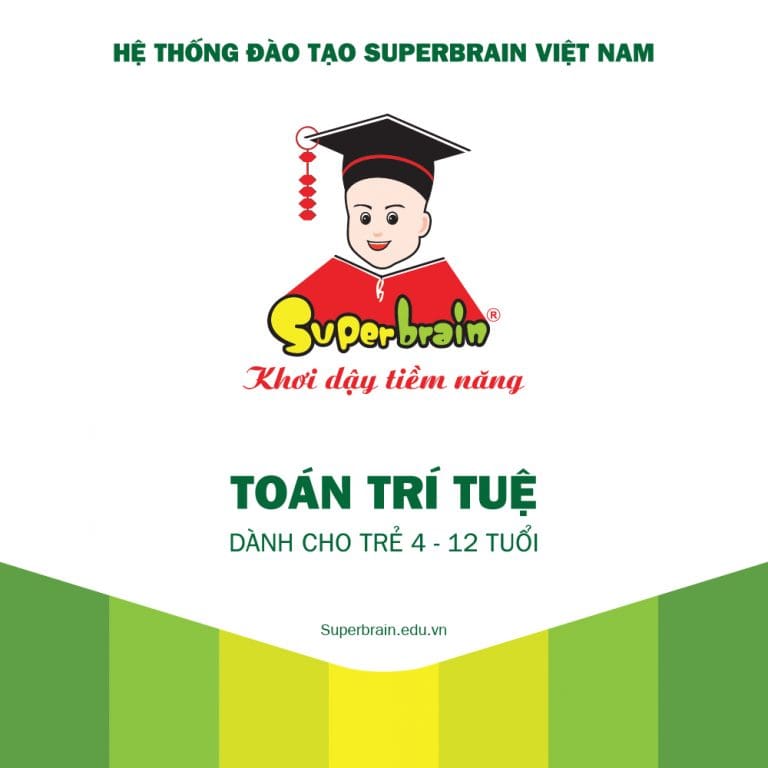 HỆ THỐNG ĐÀO TẠO SUPERBRAIN VIỆT NAM
Superbrain®
Khơi dậy tiềm năng
TOÁN TRÍ TUỆ
DÀNH CHO TRẺ 4 - 12 TUỔI
Superbrain.edu.vn